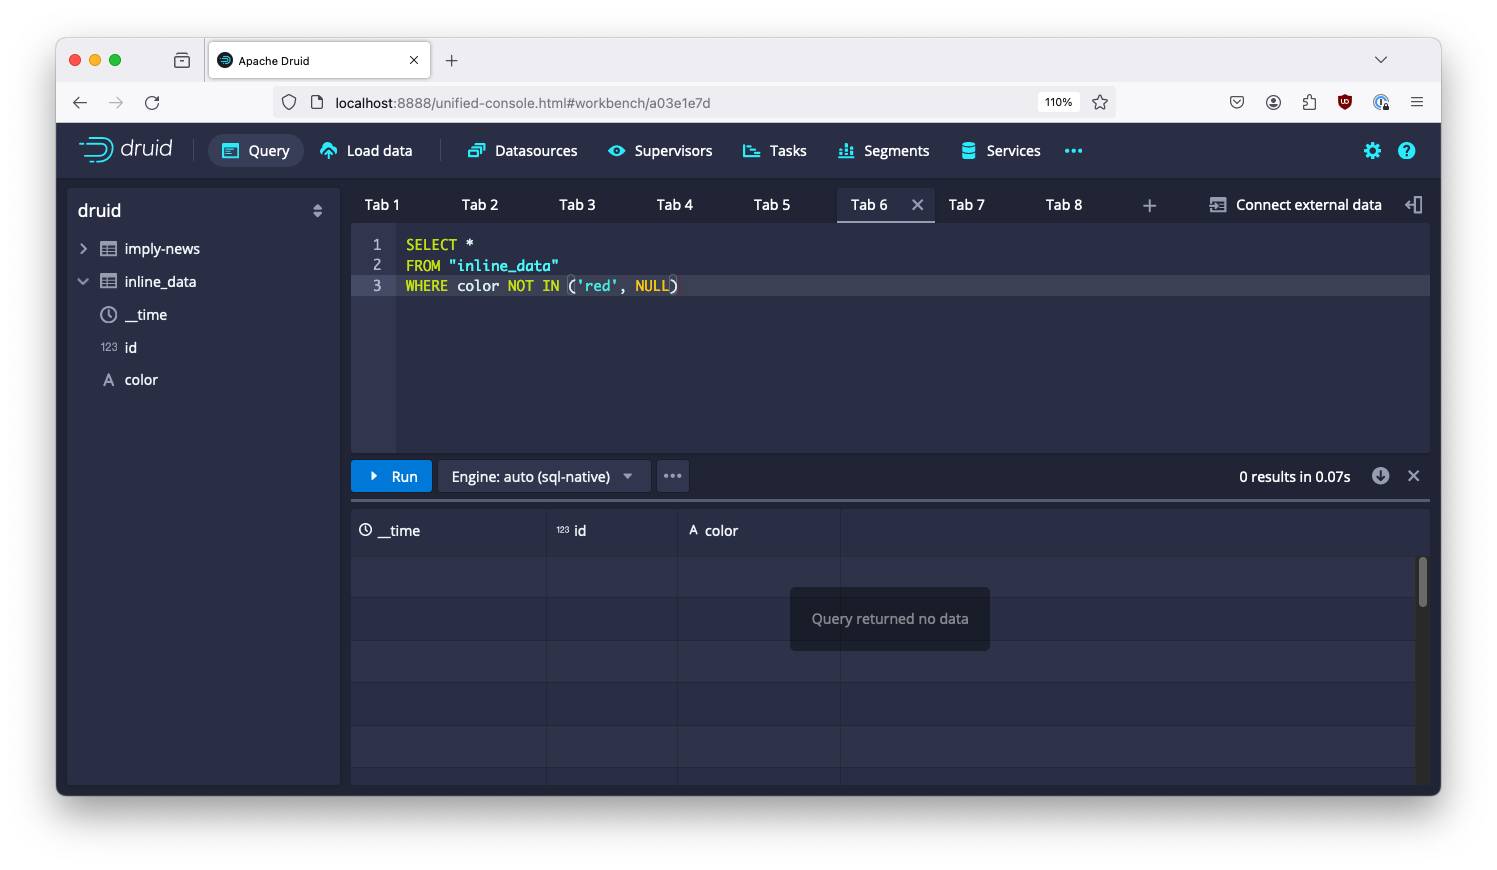 Apache Druid
localhost:8888/unified-console.html#workbench/a03e1e7d
110%
druid
Query
Load data
Datasources
Supervisors
Tasks
Segments
Services
druid
imply-news
inline_data
__time
123 id
A color
Tab 1
Tab 2
Tab 3
Tab 4
Tab 5
Tab 6
Tab 7
Tab 8
Connect external data
1 SELECT *
2 FROM "inline_data"
3 WHERE color NOT IN ('red', NULL)
Run
Engine: auto (sql-native)
0 results in 0.07s
__time
123 id
A color
Query returned no data